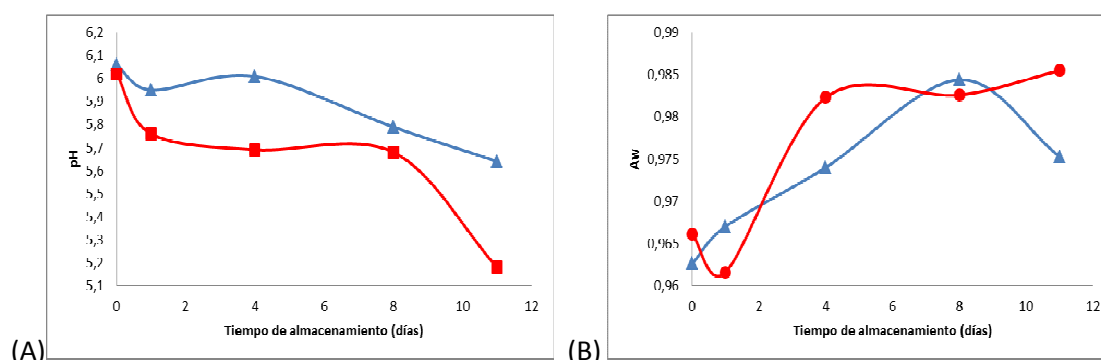 6,2
6,1
6
5,9
5,8
5,7
5,6
5,5
5,4
5,3
5,2
5,1
pH
0 2 4 6 8 10 12
Tiempo de almacenamiento (días)
(A)
0,99
0,985
0,98
0,975
0,97
0,965
0,96
Aw
0 2 4 6 8 10 12
Tiempo de almacenamiento (días)
(B)